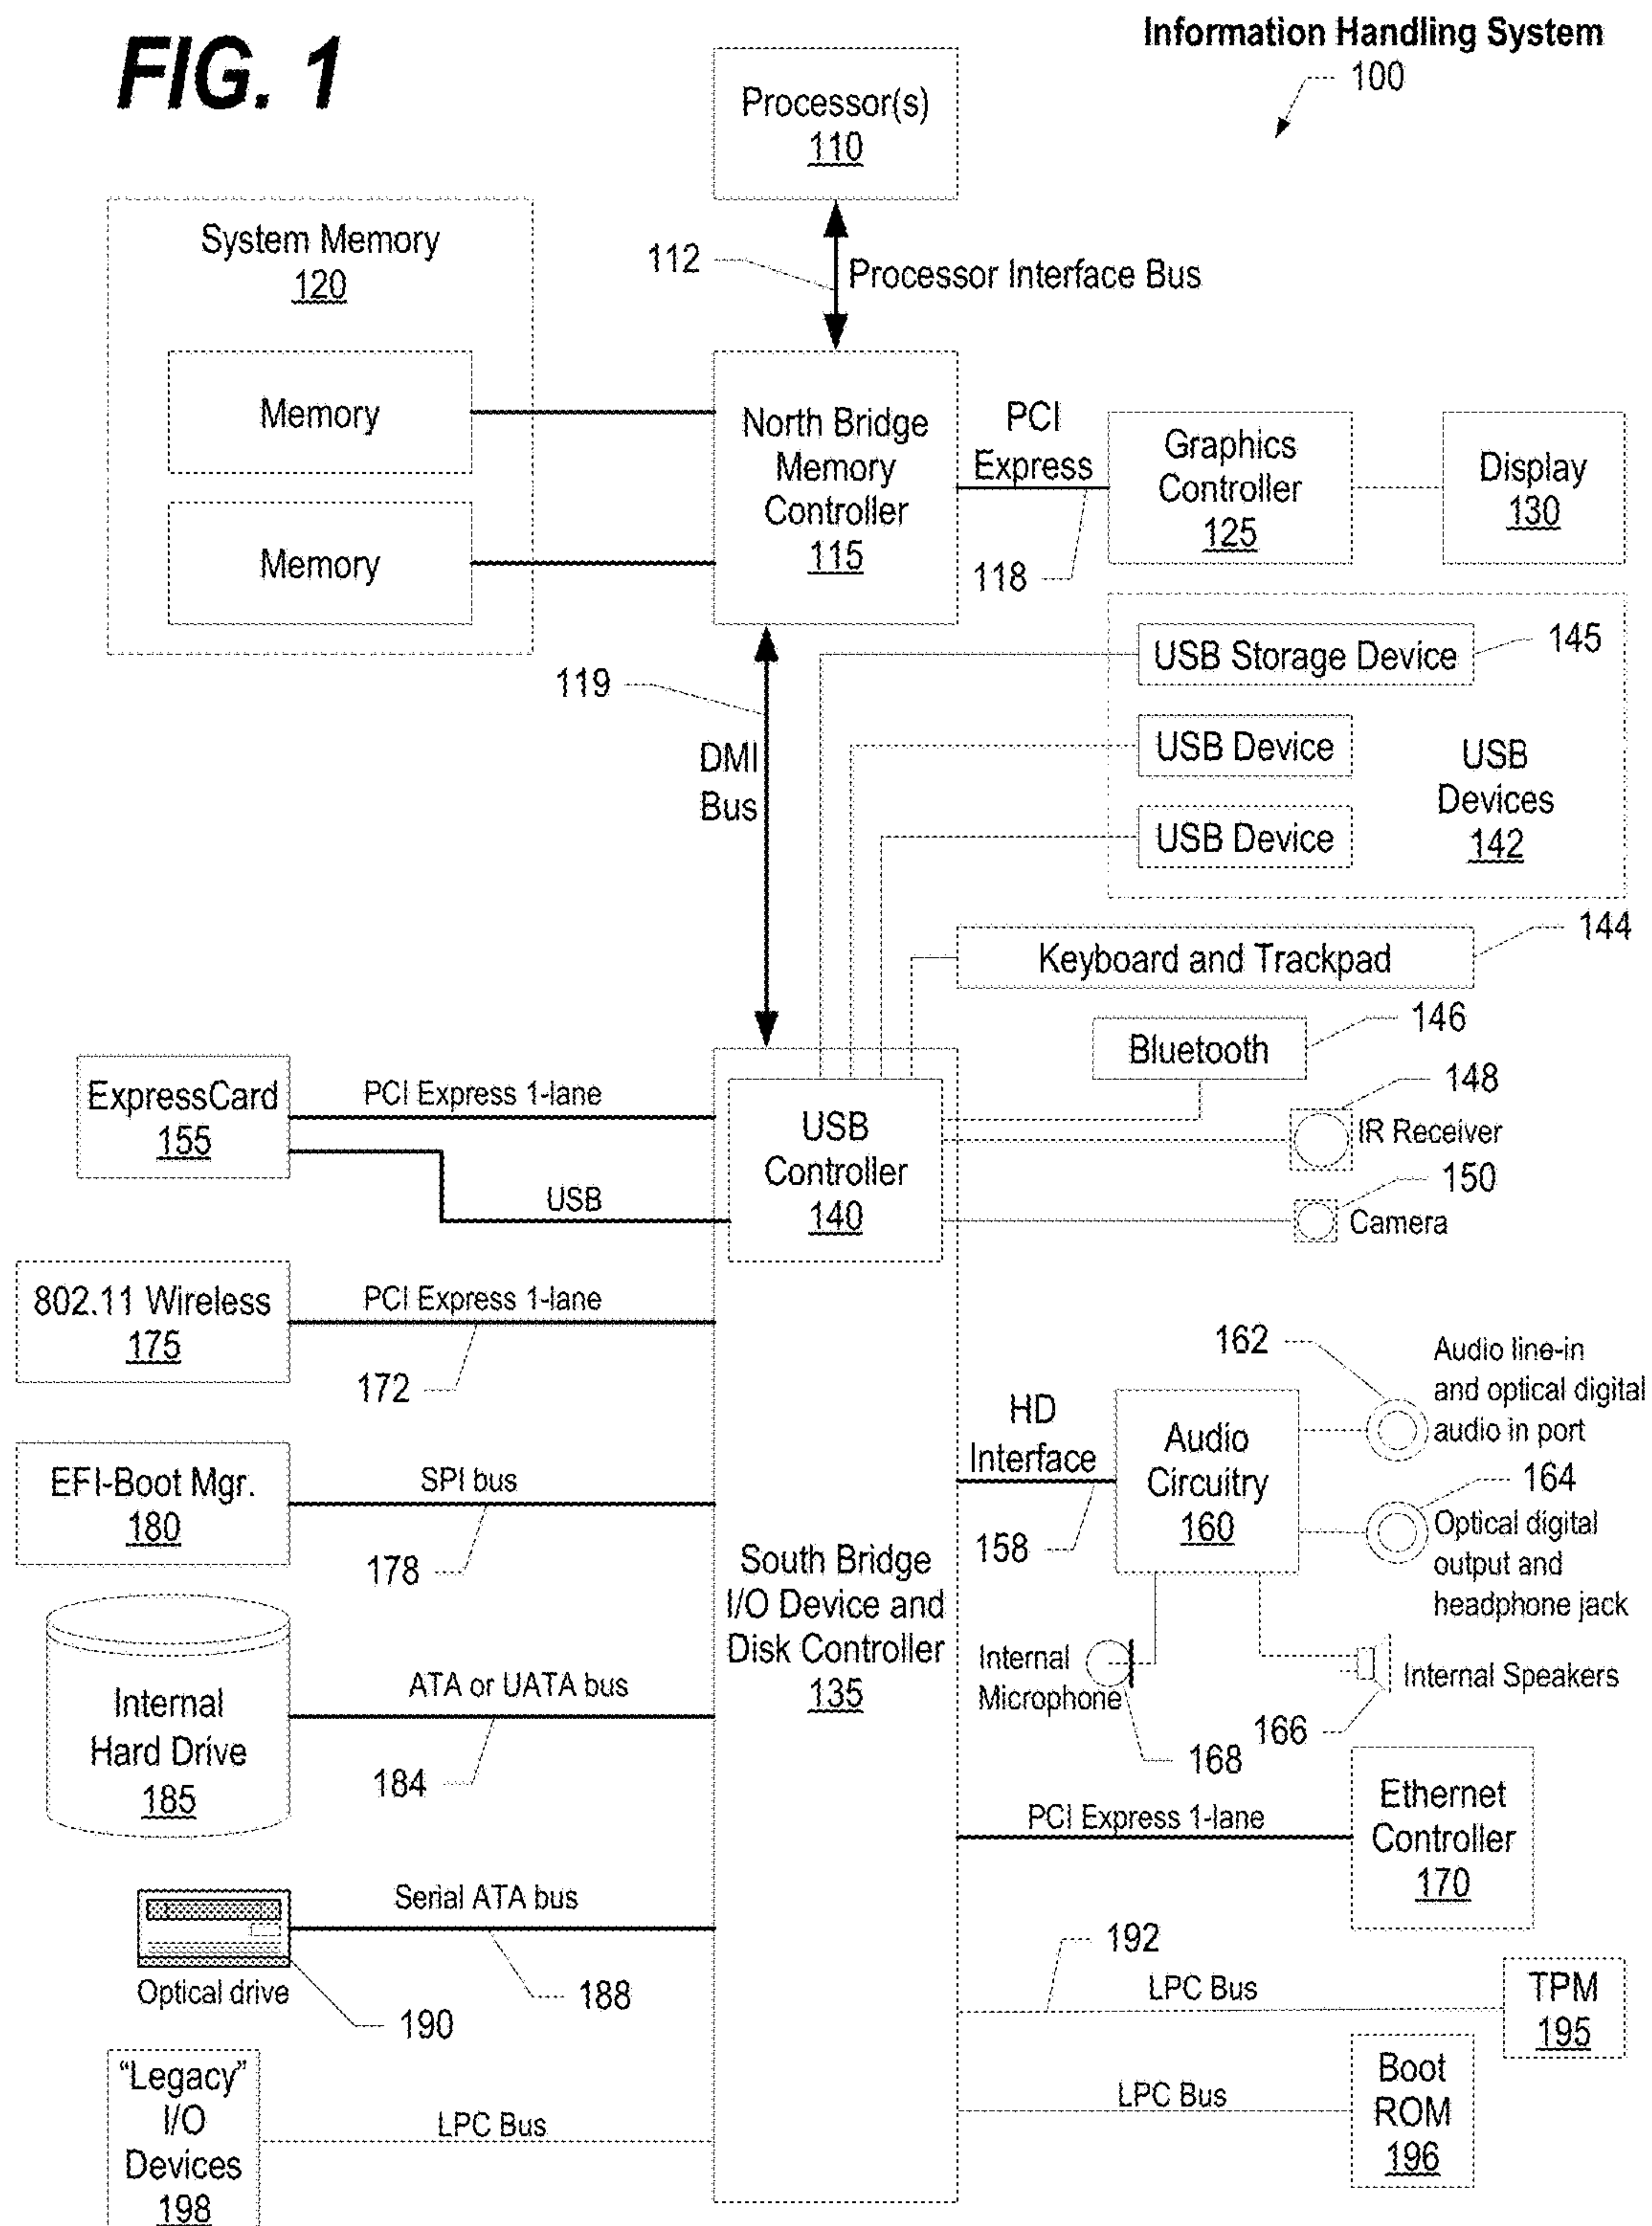 FIG. 1
Information Handling System
100
Processor(s)
110
System Memory
120
112
Processor Interface Bus
Memory
Memory
North Bridge
Memory
Controller
115
PCI
Express
118
Graphics
Controller
125
Display
130
119
DMI
Bus
USB Storage Device
145
USB Device
USB Device
USB
Devices
142
144
Keyboard and Trackpad
146
Bluetooth
148
IR Receiver
150
Camera
ExpressCard
155
PCI Express 1-lane
USB
USB
Controller
140
802.11 Wireless
175
PCI Express 1-lane
172
162
Audio line-in
and optical digital
audio in port
HD
Interface
158
Audio
Circuitry
160
164
Optical digital
output and
headphone jack
EFI-Boot Mgr.
180
SPI bus
178
South Bridge
I/O Device and
Disk Controller
135
Internal
Microphone
168
Internal Speakers
166
Internal
Hard Drive
185
ATA or UATA bus
184
PCI Express 1-lane
Ethernet
Controller
170
Serial ATA bus
188
Optical drive
190
192
LPC Bus
TPM
195
"Legacy"
I/O
Devices
198
LPC Bus
LPC Bus
Boot
ROM
196